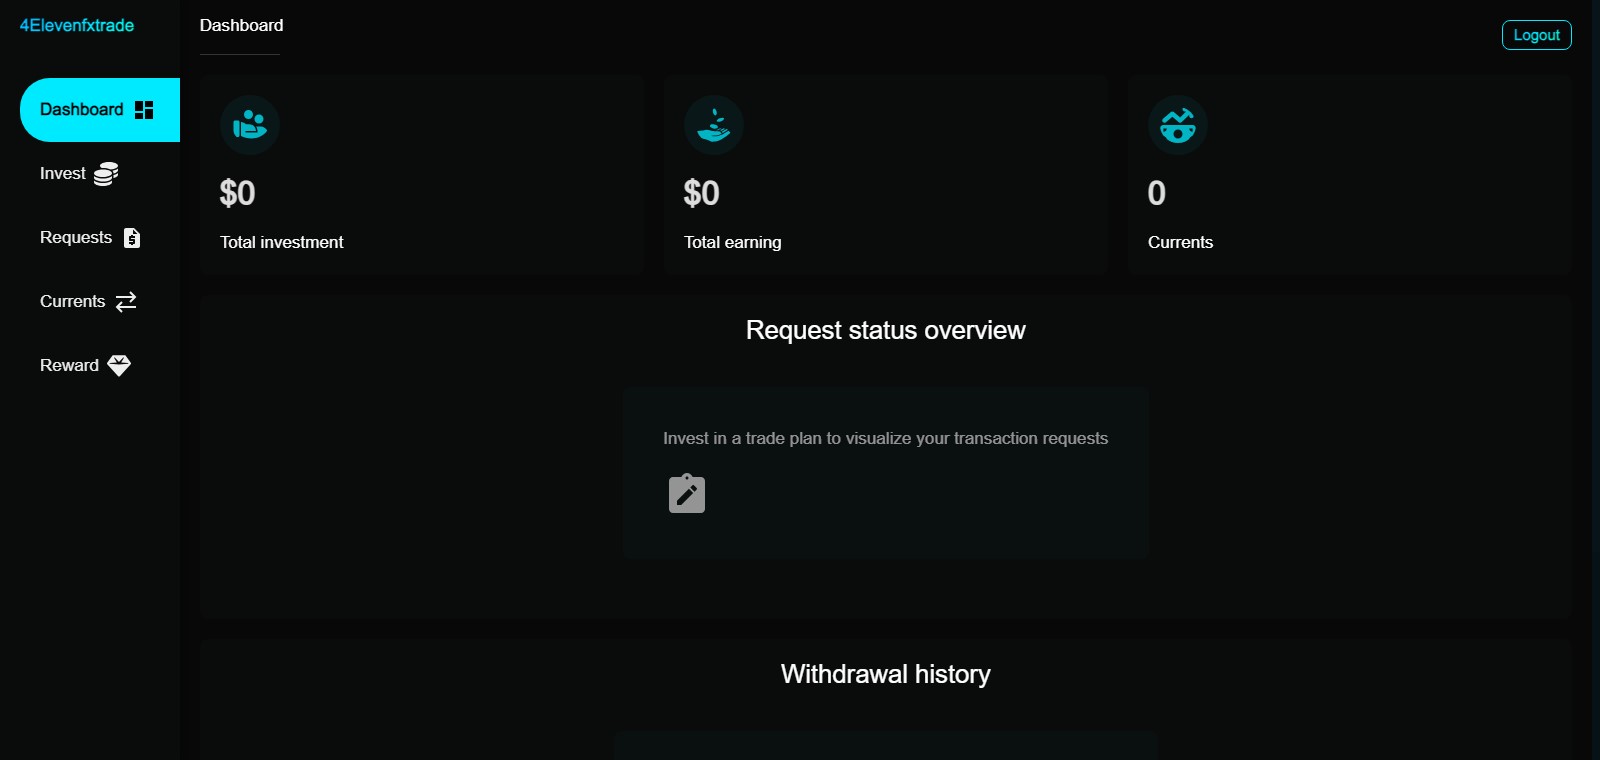 4Elevenfxtrade
Dashboard
Logout
Dashboard
Invest
Requests
Currents
Reward
$0
Total investment
$0
Total earning
0
Currents
Request status overview
Invest in a trade plan to visualize your transaction requests
Withdrawal history